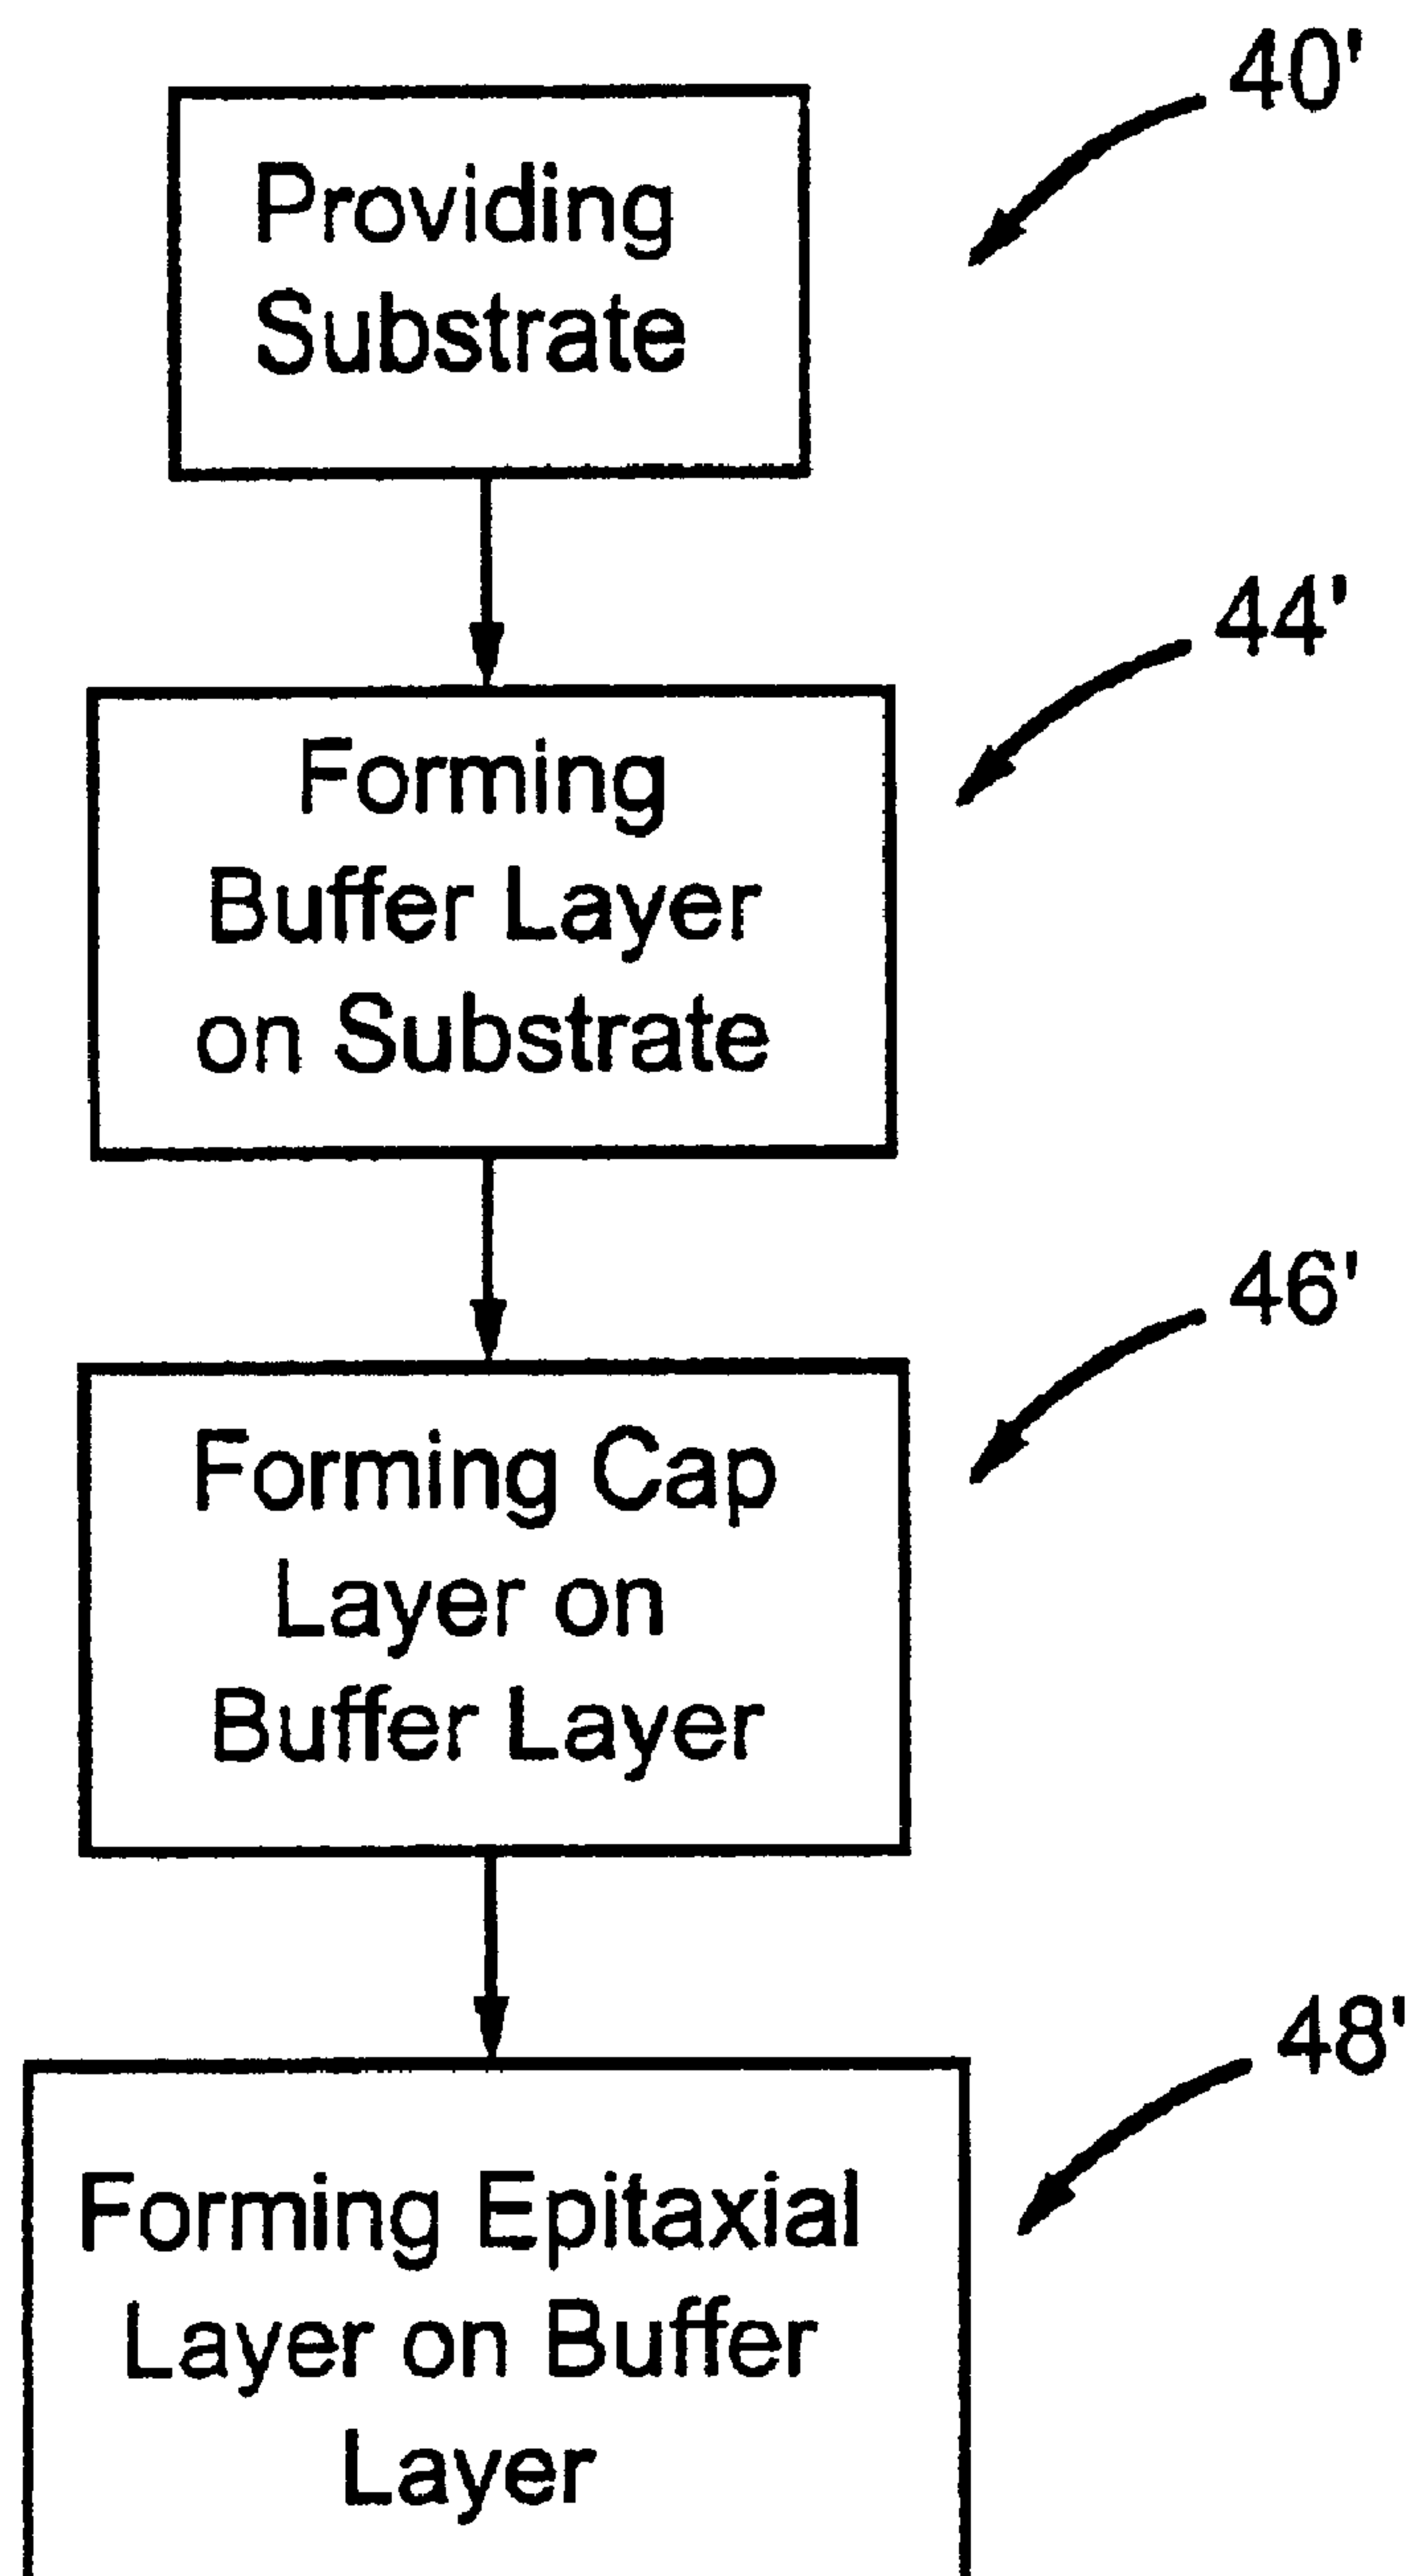 40'
Providing
Substrate
44'
Forming
Buffer Layer
on Substrate
46'
Forming Cap
Layer on
Buffer Layer
48'
Forming Epitaxial
Layer on Buffer
Layer